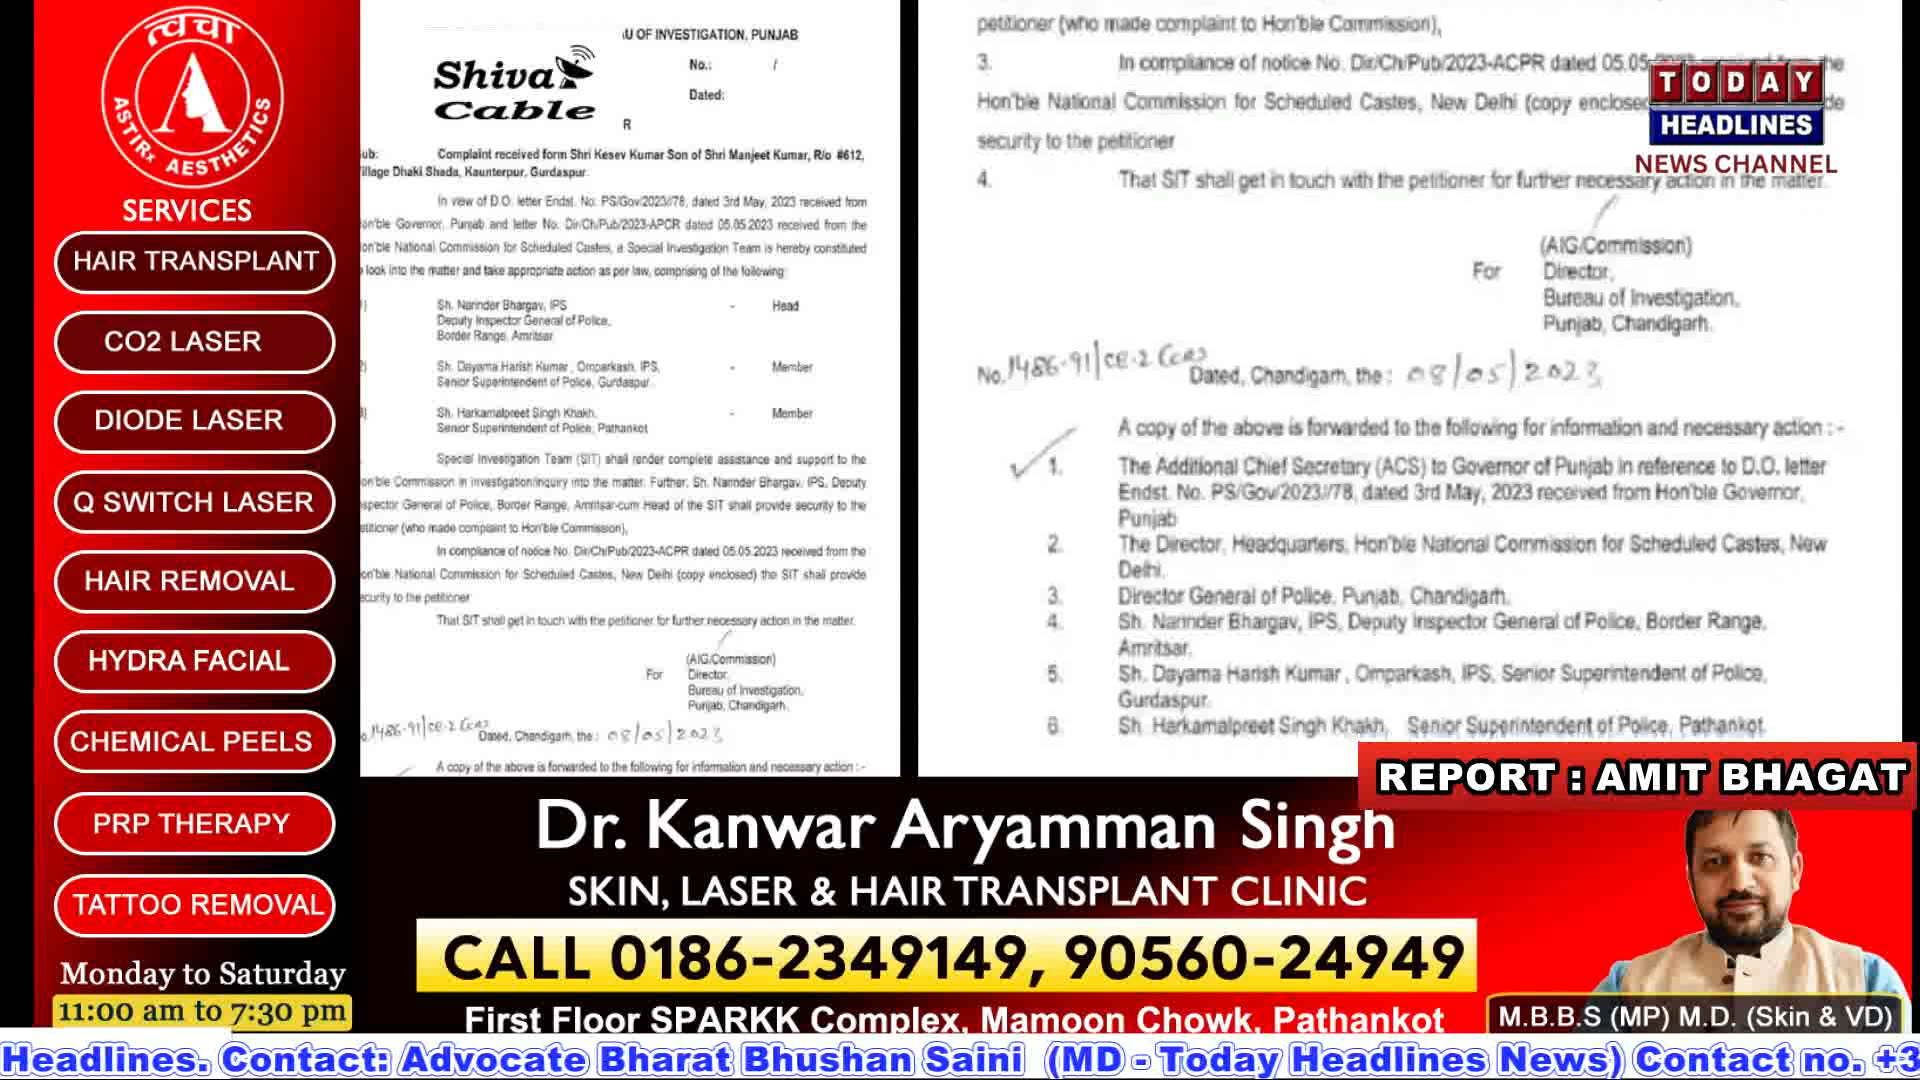 त्वचा
ASTIRx AESTHETICS
SERVICES
HAIR TRANSPLANT
CO2 LASER
DIODE LASER
Q SWITCH LASER
HAIR REMOVAL
HYDRA FACIAL
CHEMICAL PEELS
PRP THERAPY
TATTOO REMOVAL
Monday to Saturday
11:00 am to 7:30 pm
Shiva
Cable
U OF INVESTIGATION, PUNJAB
No.: /
Dated:
R
ub: Complaint received form Shri Kesev Kumar Son of Shri Manjeet Kumar, R/o #612,
illage Dhaki Shada, Kaunterpur, Gurdaspur.
In view of D.O. letter Endst. No. PS/Gov/2023//78, dated 3rd May, 2023 received from
on'ble Governor, Punjab and letter No. Dir/Ch/Pub/2023-APCR dated 05.05.2023 received from the
on'ble National Commission for Scheduled Castes, a Special Investigation Team is hereby constituted
look into the matter and take appropriate action as per law, comprising of the following:
) Sh. Narinder Bhargav, IPS - Head
Deputy Inspector General of Police,
Border Range, Amritsar
) Sh. Dayama Harish Kumar, Omparkash, IPS, - Member
Senior Superintendent of Police, Gurdaspur.
) Sh. Harkamalpreet Singh Khakh, - Member
Senior Superintendent of Police, Pathankot
Special Investigation Team (SIT) shall render complete assistance and support to the
on'ble Commission in investigation/inquiry into the matter. Further, Sh. Narinder Bhargav, IPS, Deputy
spector General of Police, Border Range, Amritsar-cum Head of the SIT shall provide security to the
etitioner (who made complaint to Hon'ble Commission),
In compliance of notice No. Dir/Ch/Pub/2023-ACPR dated 05.05.2023 received from the
on'ble National Commission for Scheduled Castes, New Delhi (copy enclosed) the SIT shall provide
ecurity to the petitioner
That SIT shall get in touch with the petitioner for further necessary action in the matter.
(AIG/Commission)
For Director,
Bureau of Investigation,
Punjab, Chandigarh.
1486-91/CE-2 Dated, Chandigarh, the : 08/05/2023
A copy of the above is forwarded to the following for information and necessary action :-
petitioner (who made complaint to Hon'ble Commission),
3. In compliance of notice No. Dir/Ch/Pub/2023-ACPR dated 05.05 he
Hon'ble National Commission for Scheduled Castes, New Delhi (copy enclosed de
security to the petitioner
4. That SIT shall get in touch with the petitioner for further necessary action in the matter.
(AIG/Commission)
For Director,
Bureau of Investigation,
Punjab, Chandigarh.
No. 1486-91/CE-2 Dated, Chandigarh, the : 08/05/2023
A copy of the above is forwarded to the following for information and necessary action :-
1. The Additional Chief Secretary (ACS) to Governor of Punjab in reference to D.O. letter
Endst. No. PS/Gov/2023//78, dated 3rd May, 2023 received from Hon'ble Governor,
Punjab
2. The Director, Headquarters, Hon'ble National Commission for Scheduled Castes, New
Delhi.
3. Director General of Police, Punjab, Chandigarh.
4. Sh. Narinder Bhargav, IPS, Deputy Inspector General of Police, Border Range,
Amritsar.
5. Sh. Dayama Harish Kumar, Omparkash, IPS, Senior Superintendent of Police,
Gurdaspur.
6. Sh. Harkamalpreet Singh Khakh, Senior Superintendent of Police, Pathankot.
TODAY
HEADLINES
NEWS CHANNEL
REPORT : AMIT BHAGAT
Dr. Kanwar Aryamman Singh
SKIN, LASER & HAIR TRANSPLANT CLINIC
CALL 0186-2349149, 90560-24949
First Floor SPARKK Complex, Mamoon Chowk, Pathankot
M.B.B.S (MP) M.D. (Skin & VD)
Headlines. Contact: Advocate Bharat Bhushan Saini (MD - Today Headlines News) Contact no. +3